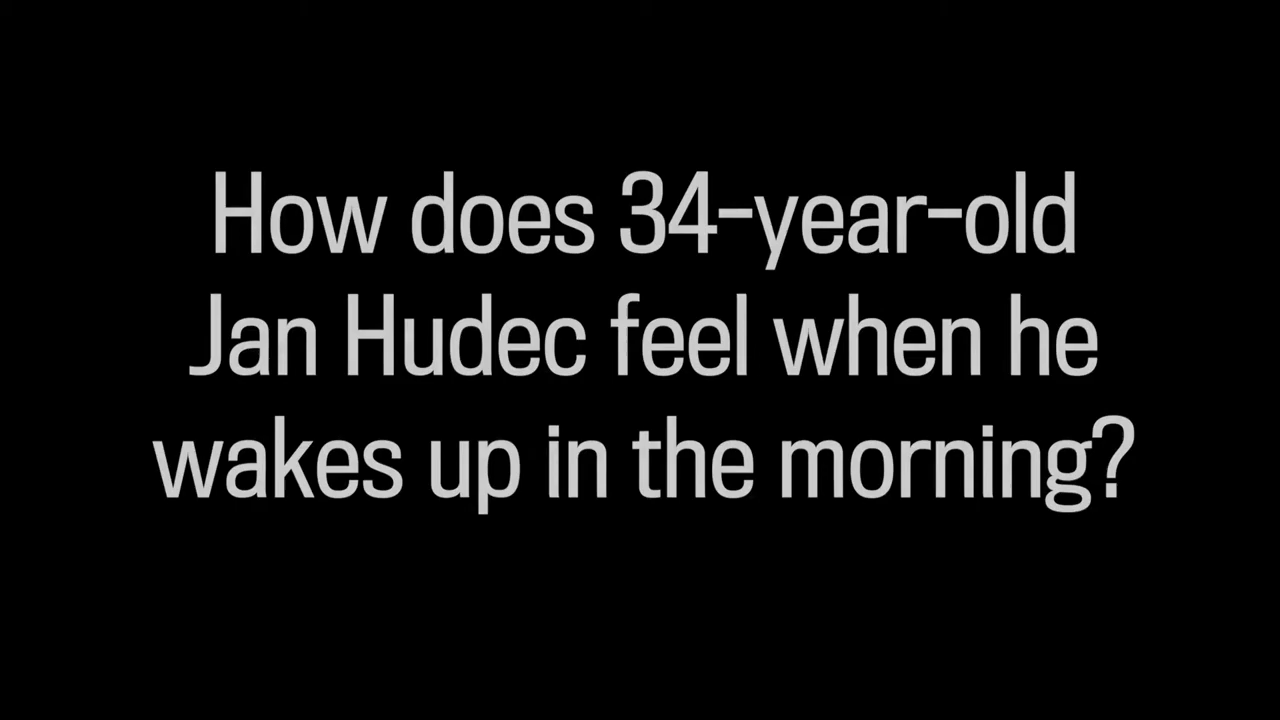 How does 34-year-old
Jan Hudec feel when he
wakes up in the morning?